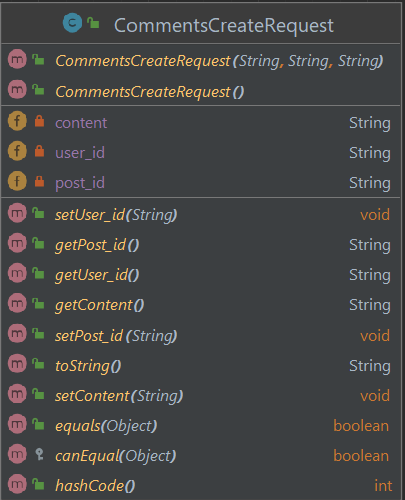 CommentsCreateRequest
CommentsCreateRequest(String, String, String)
CommentsCreateRequest()
content String
user_id String
post_id String
setUser_id(String) void
getPost_id() String
getUser_id() String
getContent() String
setPost_id(String) void
toString() String
setContent(String) void
equals(Object) boolean
canEqual(Object) boolean
hashCode() int